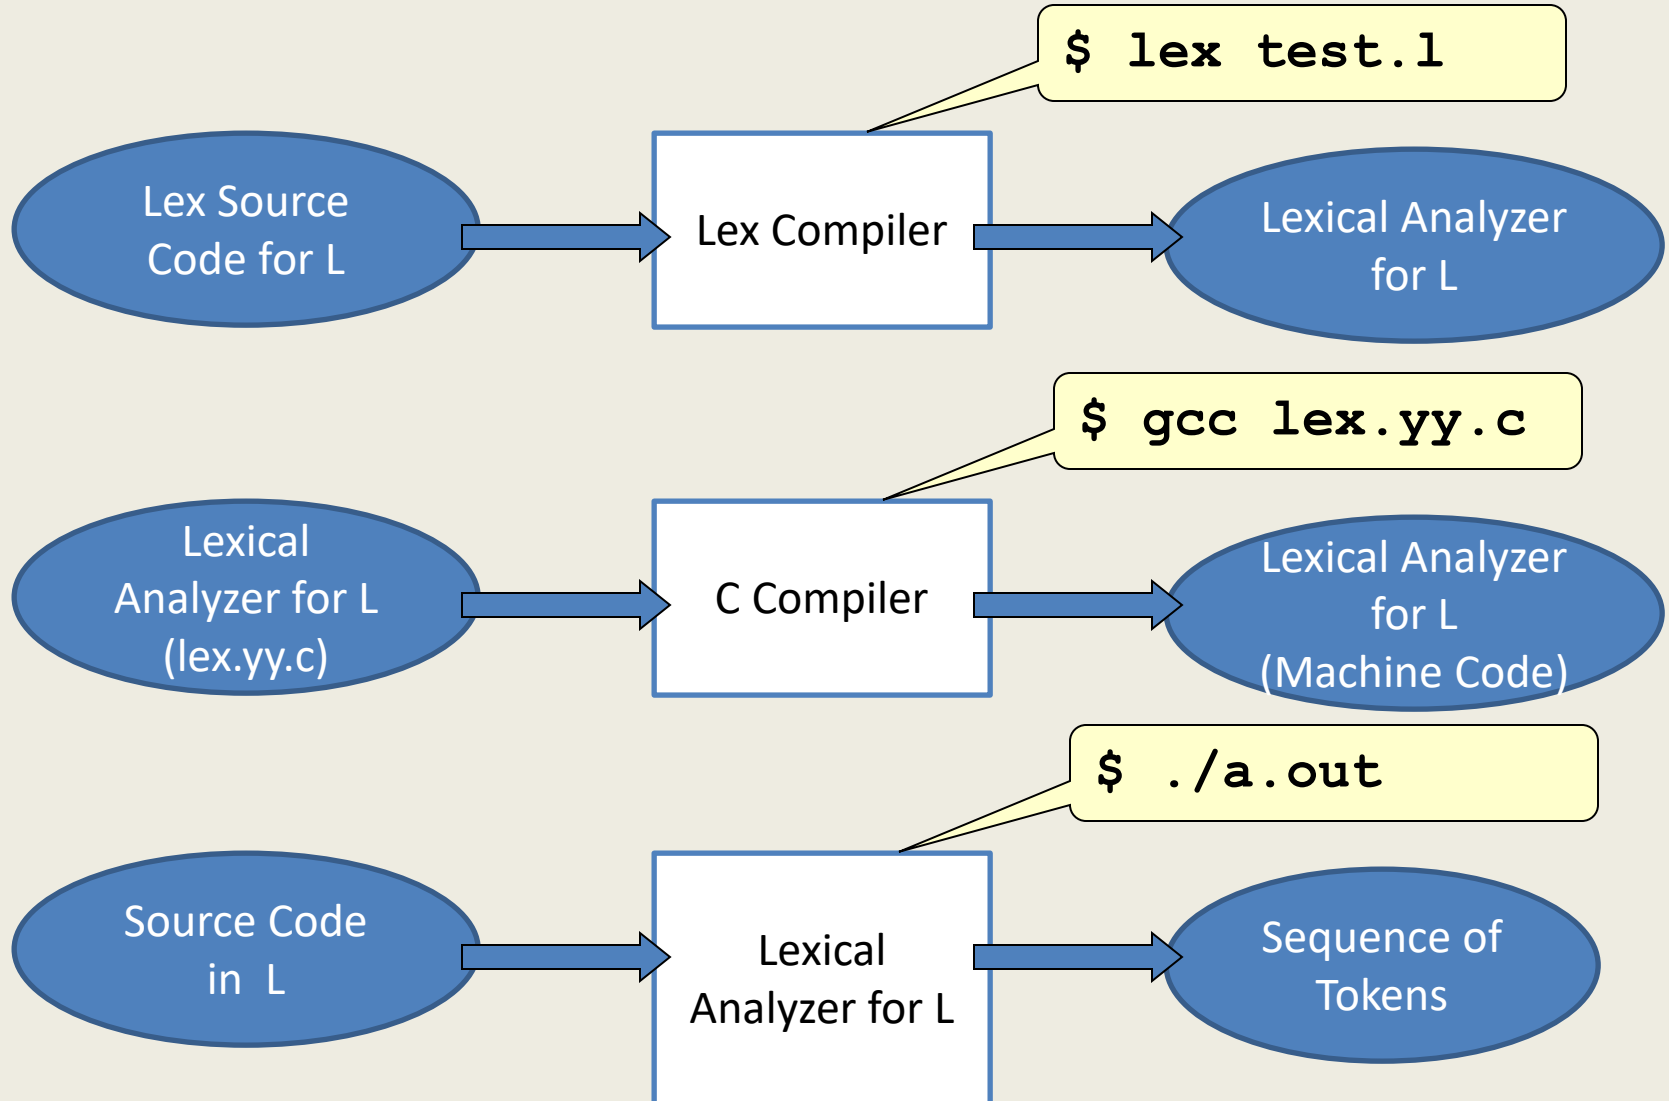 $ lex test.l
Lex Source
Code for L
Lex Compiler
Lexical Analyzer
for L
$ gcc lex.yy.c
Lexical
Analyzer for L
(lex.yy.c)
C Compiler
Lexical Analyzer
for L
(Machine Code)
$ ./a.out
Source Code
in L
Lexical
Analyzer for L
Sequence of
Tokens